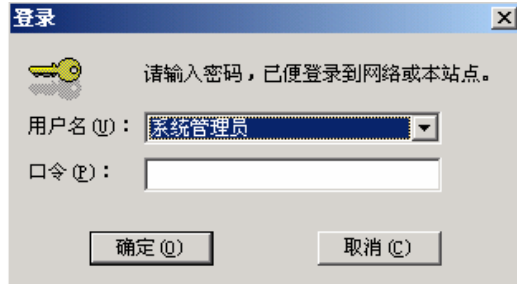 登录
请输入密码，已便登录到网络或本站点。
用户名(U)：系统管理员
口令(P)：
确定(O) 取消(C)